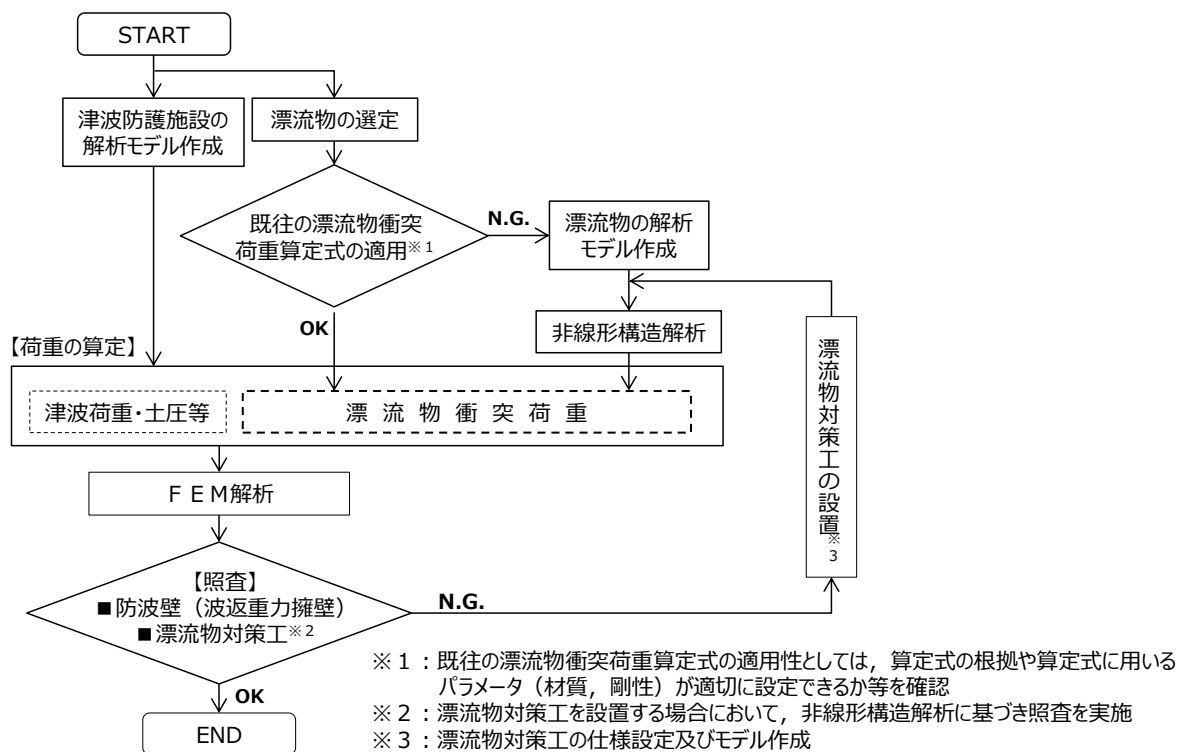 START
津波防護施設の
解析モデル作成
漂流物の選定
既往の漂流物衝突
荷重算定式の適用※1
N.G.
漂流物の解析
モデル作成
OK
非線形構造解析
漂流物対策工の設置※3
【荷重の算定】
津波荷重・土圧等
漂流物衝突荷重
ＦＥＭ解析
【照査】
■防波壁（波返重力擁壁）
■漂流物対策工※2
N.G.
OK
END
※１：既往の漂流物衝突荷重算定式の適用性としては，算定式の根拠や算定式に用いる
パラメータ（材質，剛性）が適切に設定できるか等を確認
※２：漂流物対策工を設置する場合において，非線形構造解析に基づき照査を実施
※３：漂流物対策工の仕様設定及びモデル作成